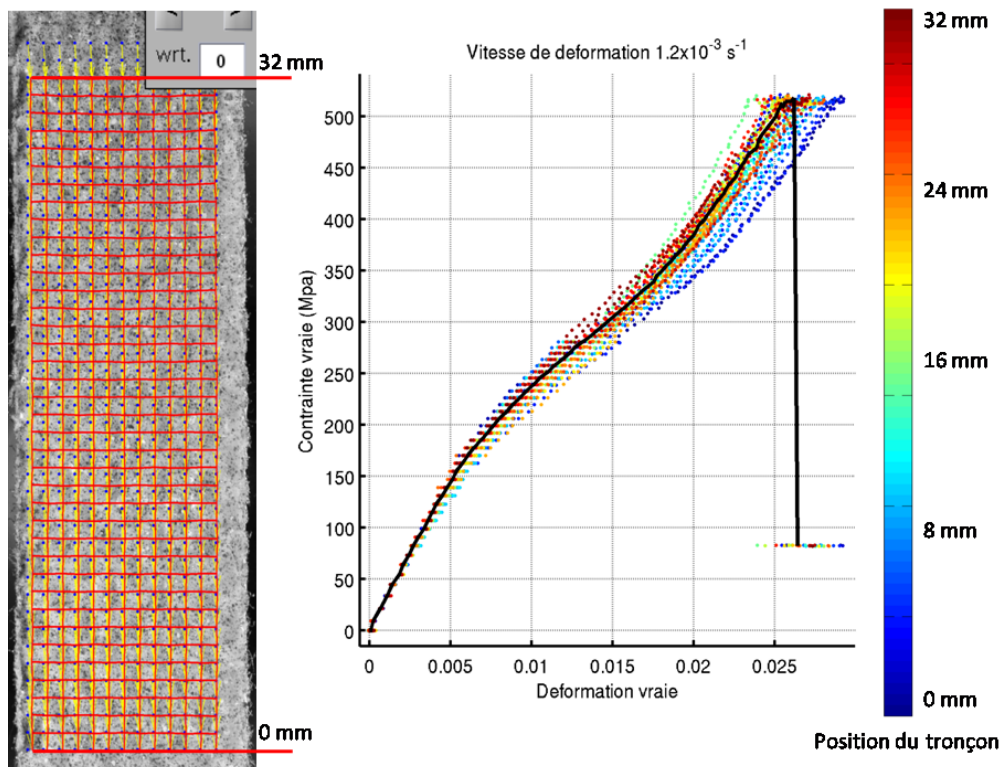 wrt. 0
32 mm
0 mm
Vitesse de deformation 1.2x10⁻³ s⁻¹
Contrainte vraie (Mpa)
500
450
400
350
300
250
200
150
100
50
0
0 0.005 0.01 0.015 0.02 0.025
Deformation vraie
32 mm
24 mm
16 mm
8 mm
0 mm
Position du tronçon